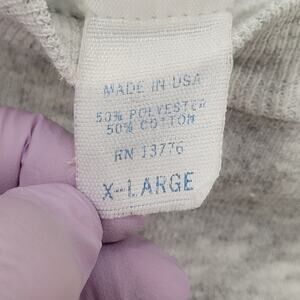 MADE IN USA
50% POLYESTER
50% COTTON
RN 13776
X-LARGE